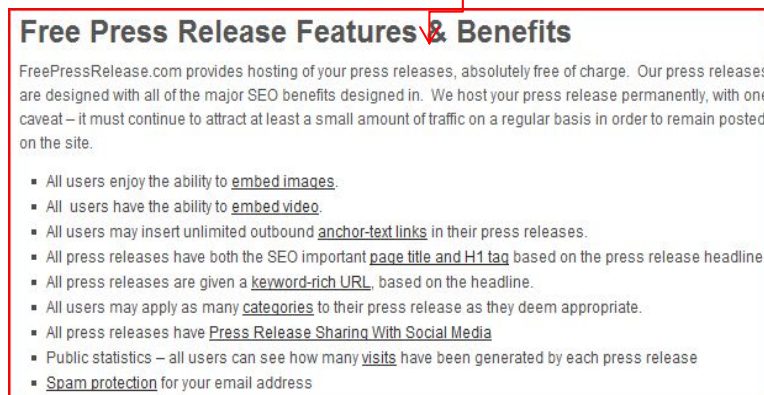 Free Press Release Features & Benefits
FreePressRelease.com provides hosting of your press releases, absolutely free of charge.  Our press releases
are designed with all of the major SEO benefits designed in.  We host your press release permanently, with one
caveat – it must continue to attract at least a small amount of traffic on a regular basis in order to remain posted
on the site.
▪ All users enjoy the ability to embed images.
▪ All  users have the ability to embed video.
▪ All users may insert unlimited outbound anchor-text links in their press releases.
▪ All press releases have both the SEO important page title and H1 tag based on the press release headline
▪ All press releases are given a keyword-rich URL, based on the headline.
▪ All users may apply as many categories to their press release as they deem appropriate.
▪ All press releases have Press Release Sharing With Social Media
▪ Public statistics – all users can see how many visits have been generated by each press release
▪ Spam protection for your email address